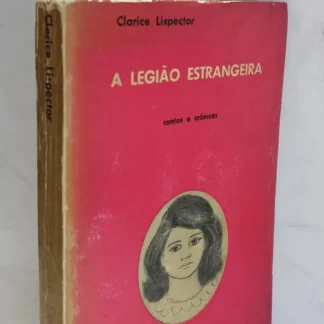 Clarice Lispector
A LEGIÃO ESTRANGEIRA
contos e crônicas
Clarice Lispector